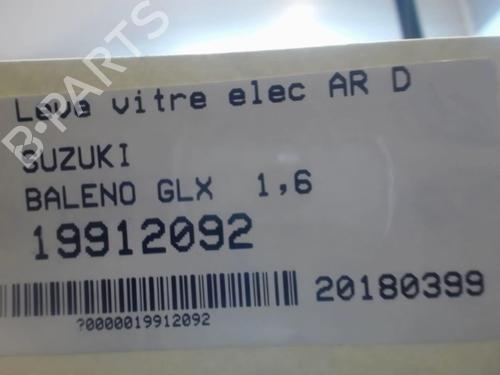 Leve vitre elec AR D
SUZUKI
BALENO GLX 1,6
19912092
20180399
?0000019912092
B-PARTS